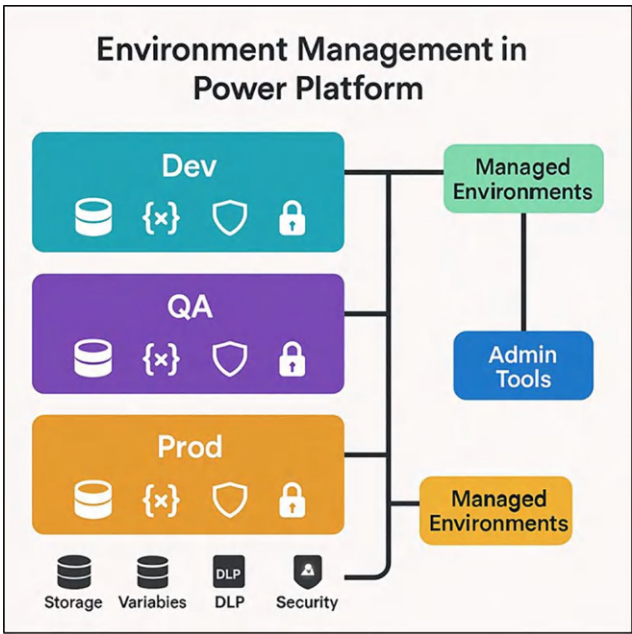 Environment Management in
Power Platform
Dev
{x}
QA
{x}
Prod
{x}
Managed
Environments
Admin
Tools
Managed
Environments
Storage
Variables
DLP
DLP
Security